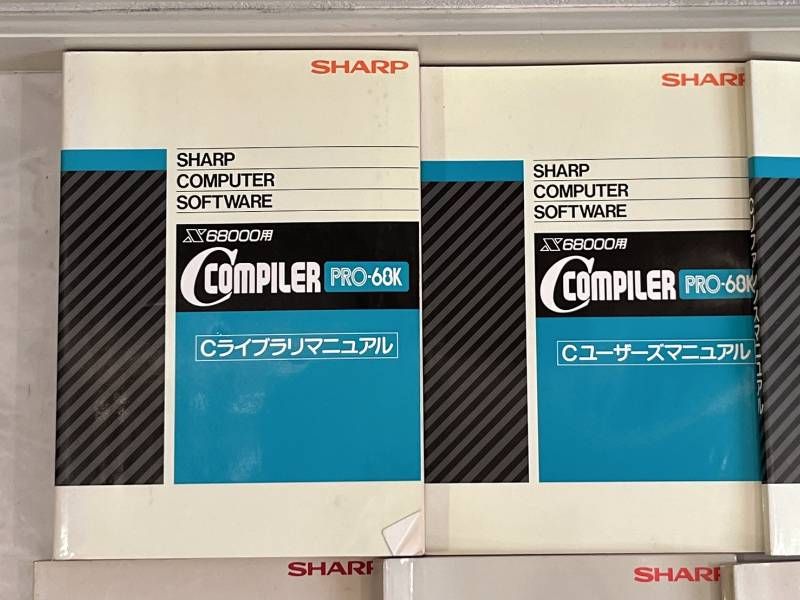 SHARP
SHARP
COMPUTER
SOFTWARE
X68000用
C COMPILER PRO-68K
Cライブラリマニュアル
SHARP
SHARP
COMPUTER
SOFTWARE
X68000用
C COMPILER PRO-68K
Cユーザーズマニュアル
SHARP
SHARP